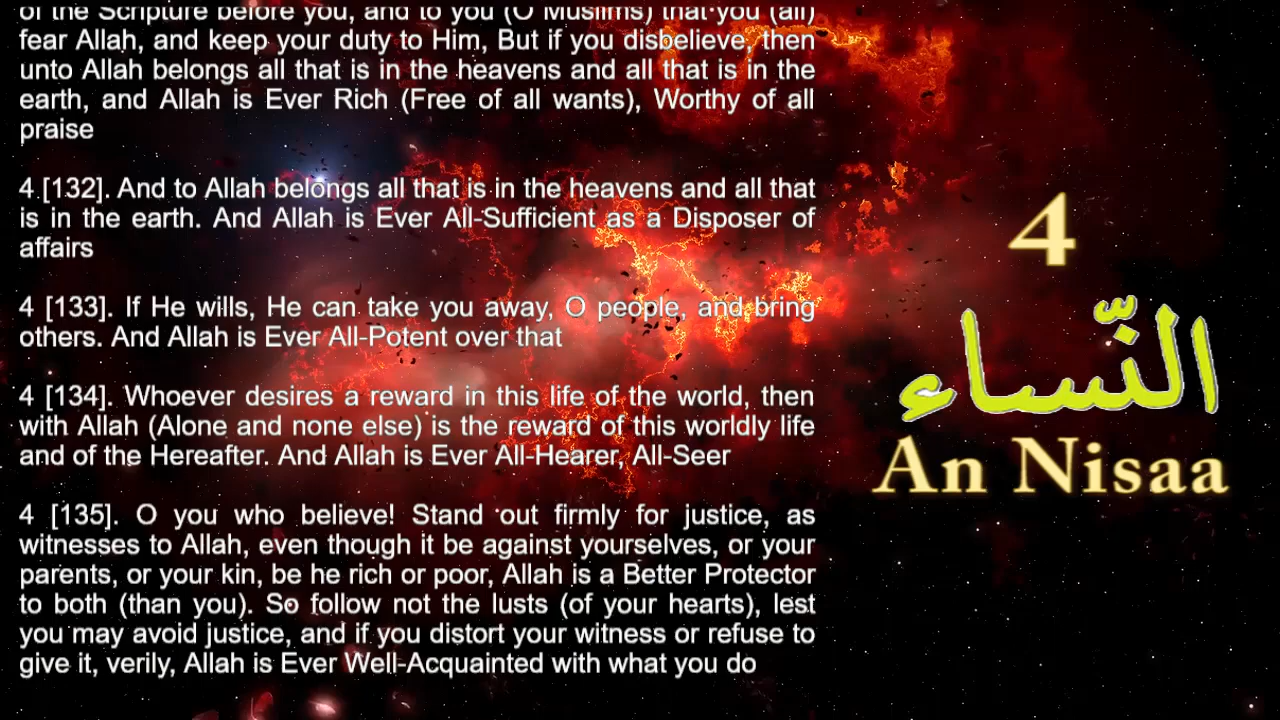 of the Scripture before you, and to you (O Muslims) that you (all)
fear Allah, and keep your duty to Him, But if you disbelieve, then
unto Allah belongs all that is in the heavens and all that is in the
earth, and Allah is Ever Rich (Free of all wants), Worthy of all
praise
4 [132]. And to Allah belongs all that is in the heavens and all that
is in the earth. And Allah is Ever All-Sufficient as a Disposer of
affairs
4 [133]. If He wills, He can take you away, O people, and bring
others. And Allah is Ever All-Potent over that
4 [134]. Whoever desires a reward in this life of the world, then
with Allah (Alone and none else) is the reward of this worldly life
and of the Hereafter. And Allah is Ever All-Hearer, All-Seer
4 [135]. O you who believe! Stand out firmly for justice, as
witnesses to Allah, even though it be against yourselves, or your
parents, or your kin, be he rich or poor, Allah is a Better Protector
to both (than you). So follow not the lusts (of your hearts), lest
you may avoid justice, and if you distort your witness or refuse to
give it, verily, Allah is Ever Well-Acquainted with what you do
4
النّساء
An Nisaa